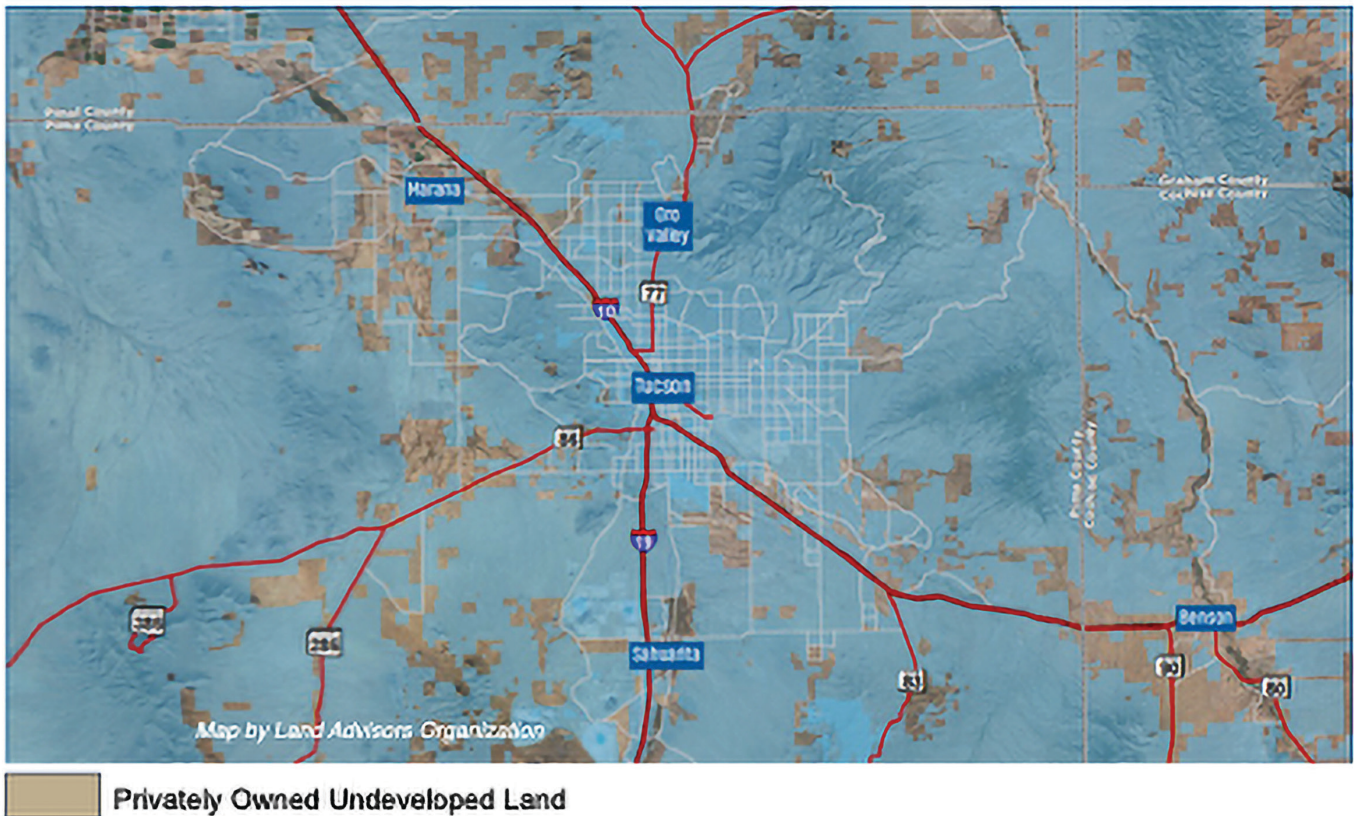 Pinal County
Pima County
Graham County
Cochise County
Marana
Oro
Valley
77
10
Tucson
86
Pima County
Cochise County
19
286
Benson
Sahuarita
83
90
80
Map by Land Advisors Organization
Privately Owned Undeveloped Land